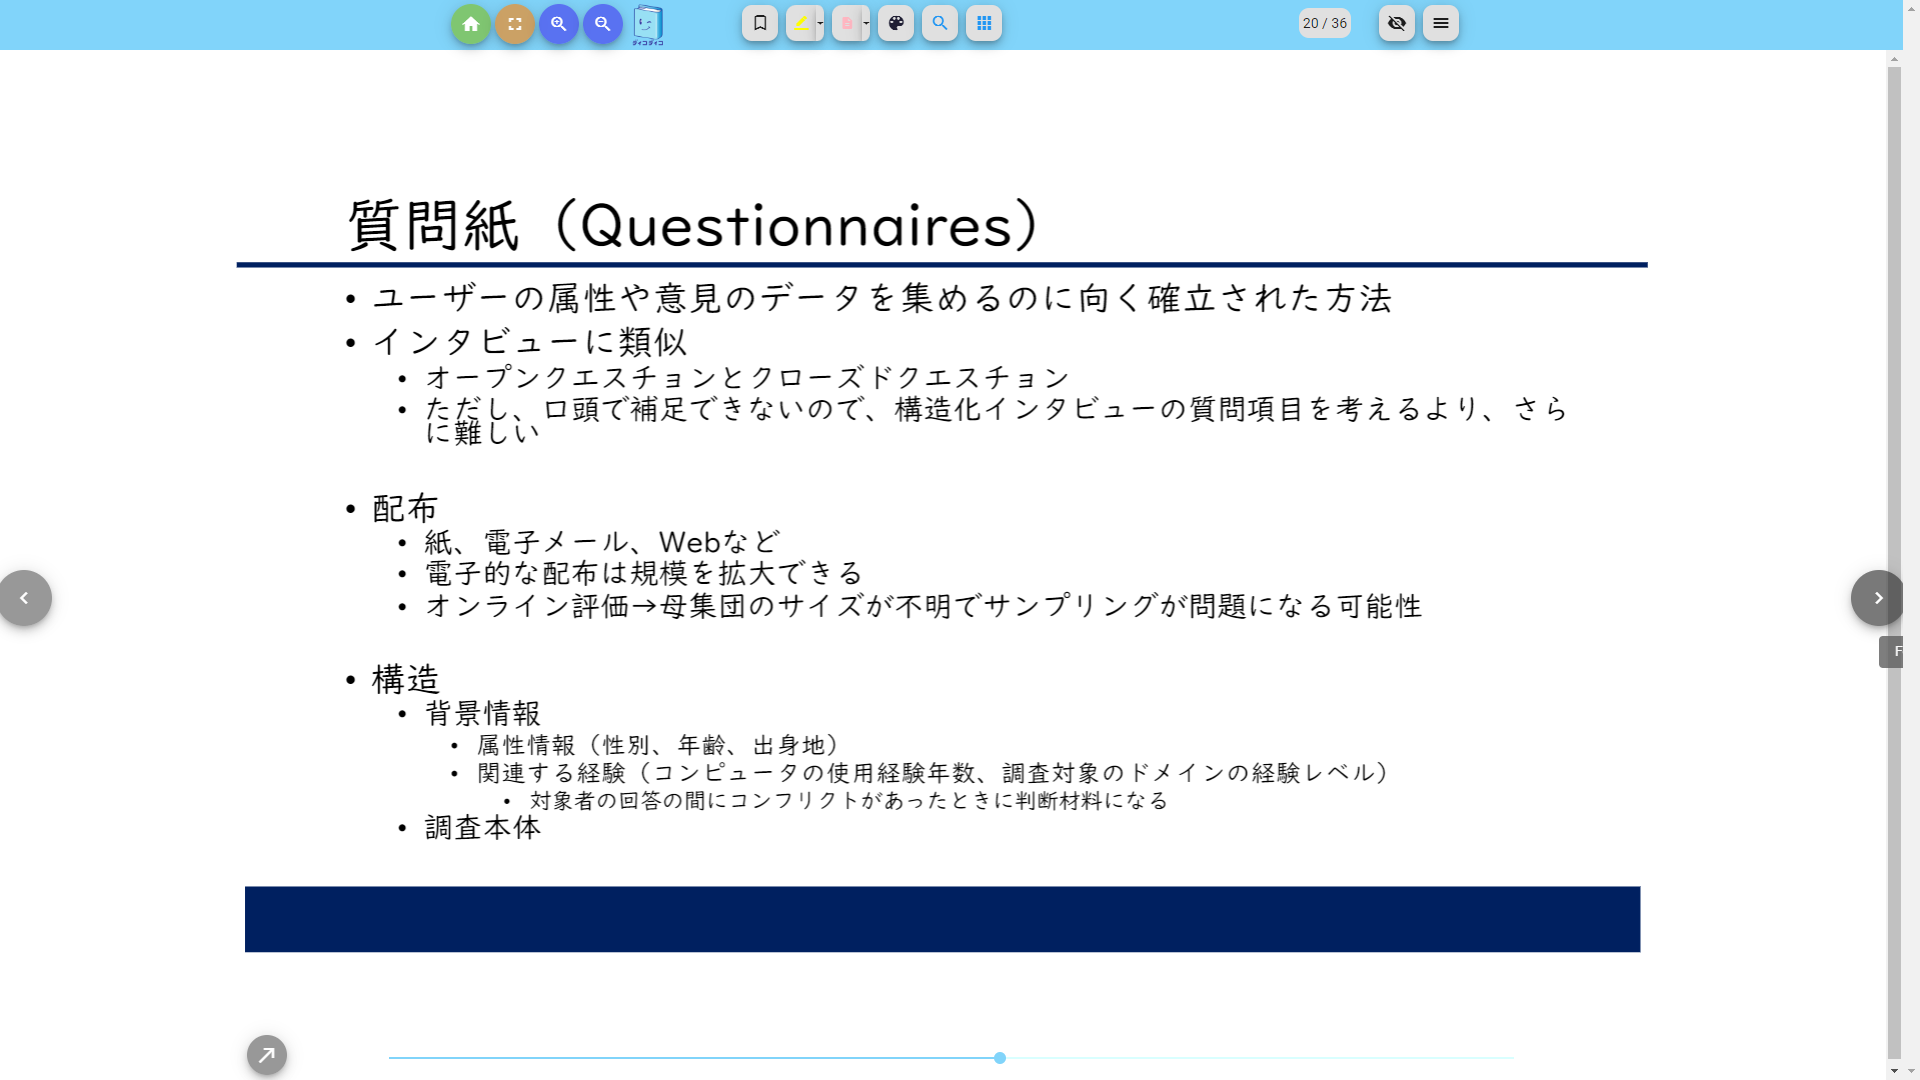 ダイコダイコ
20 / 36
質問紙（Questionnaires）
• ユーザーの属性や意見のデータを集めるのに向く確立された方法
• インタビューに類似
• オープンクエスチョンとクローズドクエスチョン
• ただし、口頭で補足できないので、構造化インタビューの質問項目を考えるより、さら
に難しい
• 配布
• 紙、電子メール、Webなど
• 電子的な配布は規模を拡大できる
• オンライン評価→母集団のサイズが不明でサンプリングが問題になる可能性
• 構造
• 背景情報
• 属性情報（性別、年齢、出身地）
• 関連する経験（コンピュータの使用経験年数、調査対象のドメインの経験レベル）
• 対象者の回答の間にコンフリクトがあったときに判断材料になる
• 調査本体